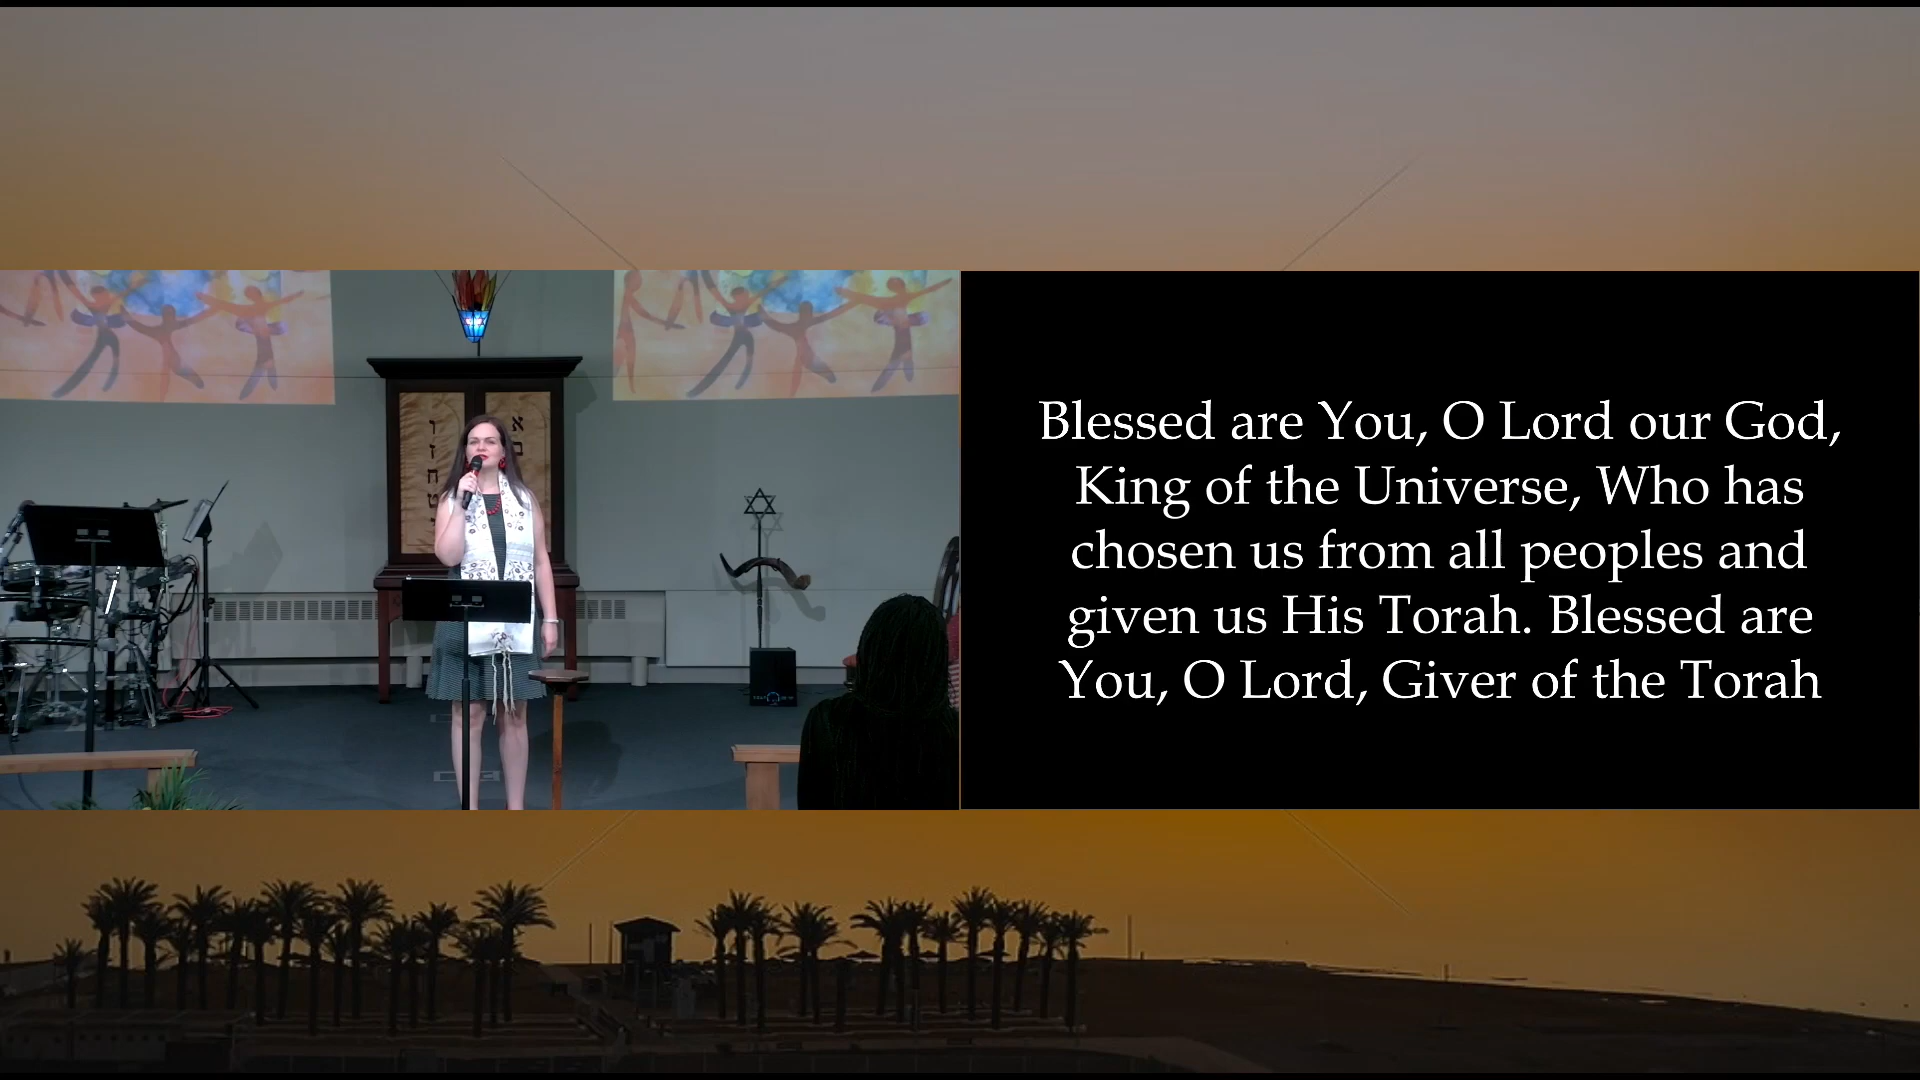 א
ו
ז
ח
ט
Blessed are You, O Lord our God,
King of the Universe, Who has
chosen us from all peoples and
given us His Torah. Blessed are
You, O Lord, Giver of the Torah